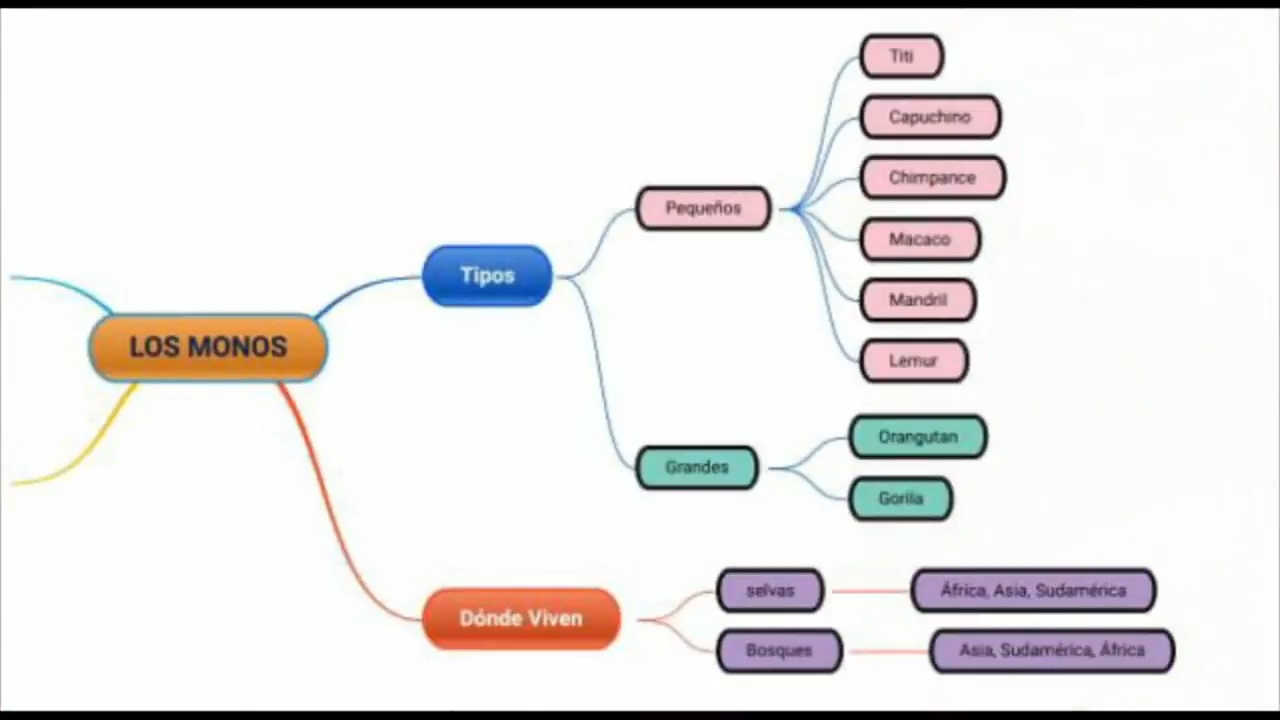 LOS MONOS
Tipos
Pequeños
Titi
Capuchino
Chimpance
Macaco
Mandril
Lemur
Grandes
Orangutan
Gorila
Dónde Viven
selvas
África, Asia, Sudamérica
Bosques
Asia, Sudamérica, África